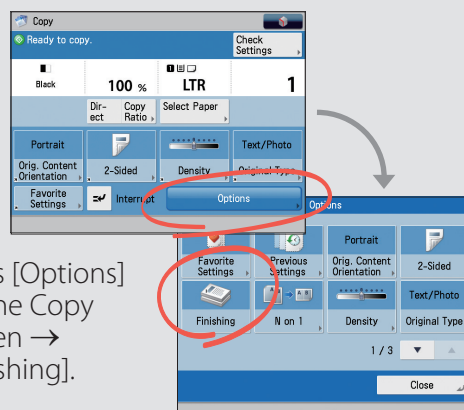 Copy
Ready to copy.
Check
Settings
Black
100 %
LTR
1
Dir-
ect
Copy
Ratio
Select Paper
Portrait
Text/Photo
Orig. Content
Orientation
2-Sided
Density
Original Type
Favorite
Settings
Interrupt
Options
Options
Favorite
Settings
Previous
Settings
Portrait
Orig. Content
Orientation
2-Sided
Text/Photo
Finishing
N on 1
Density
Original Type
1 / 3
Close
s [Options]
ne Copy
en →
shing].